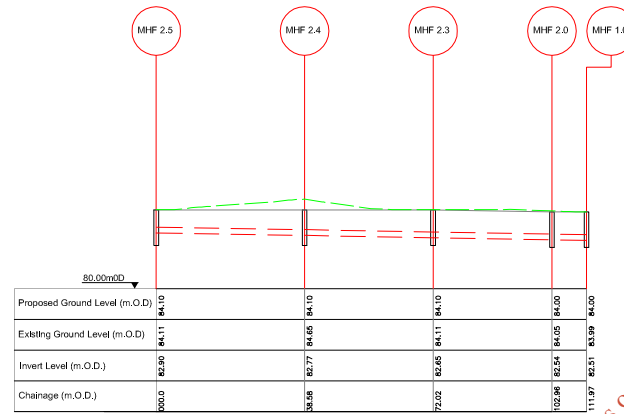 MHF 2.5 MHF 2.4 MHF 2.3 MHF 2.0 MHF 1.0
80.00m0D
Proposed Ground Level (m.O.D) 84.10 84.10 84.10 84.00 84.00
Existing Ground Level (m.O.D) 84.11 84.65 84.11 84.05 83.99
Invert Level (m.O.D.) 82.90 82.77 82.65 82.54 82.51
Chainage (m.O.D.) 000.0 38.58 72.02 102.96 111.97